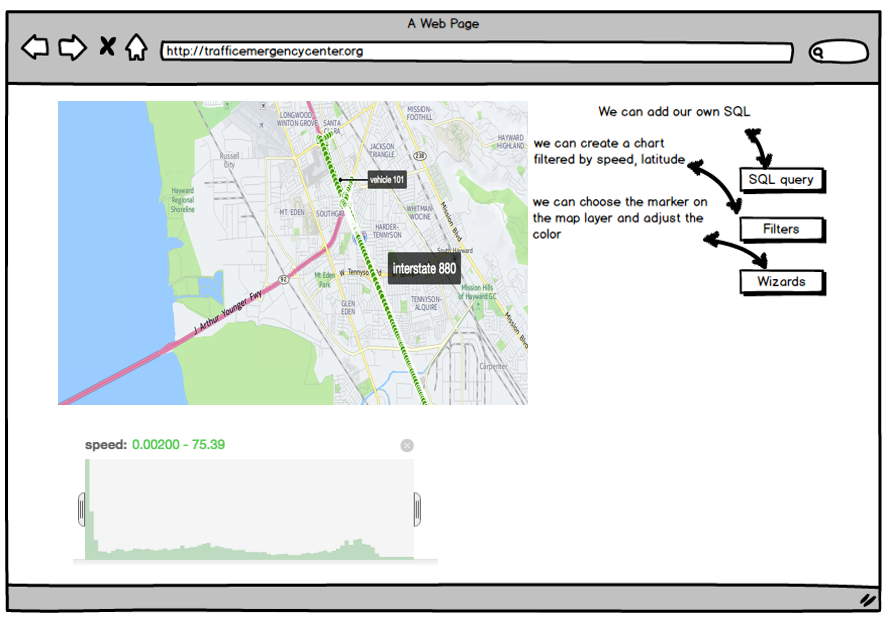 A Web Page
http://trafficemergencycenter.org
We can add our own SQL
we can create a chart
filtered by speed, latitude
SQL query
we can choose the marker on
the map layer and adjust the
color
Filters
Wizards
LONGWOOD
WINTON GROVE
SANTA
CLARA
MISSION-
FOOTHILL
JACKSON
TRIANGLE
238
HAYWARD
HIGHLAND
Russell
City
vehicle 101
Hayward
Regional
Shoreline
MT. EDEN
SOUTHGATE
WHITMAN-
MOCINE
Mission Blvd
HARDER-
TENNYSON
South Hayward
interstate 880
92
Mt Eden
Park
W. Tennyson Rd
Mission Hills
of Hayward GC
GLEN
EDEN
TENNYSON-
ALQUIRE
J Arthur Younger Fwy
Mission Blvd
Carpenter
speed: 0.00200 - 75.39